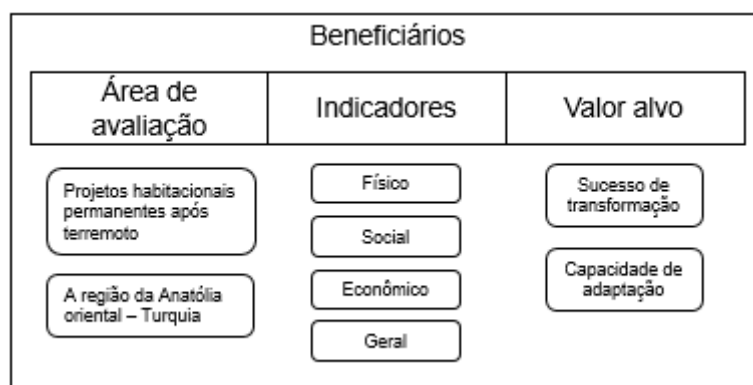 Beneficiários
Área de
avaliação
Indicadores
Valor alvo
Projetos habitacionais
permanentes após
terremoto
A região da Anatólia
oriental – Turquia
Físico
Social
Econômico
Geral
Sucesso de
transformação
Capacidade de
adaptação